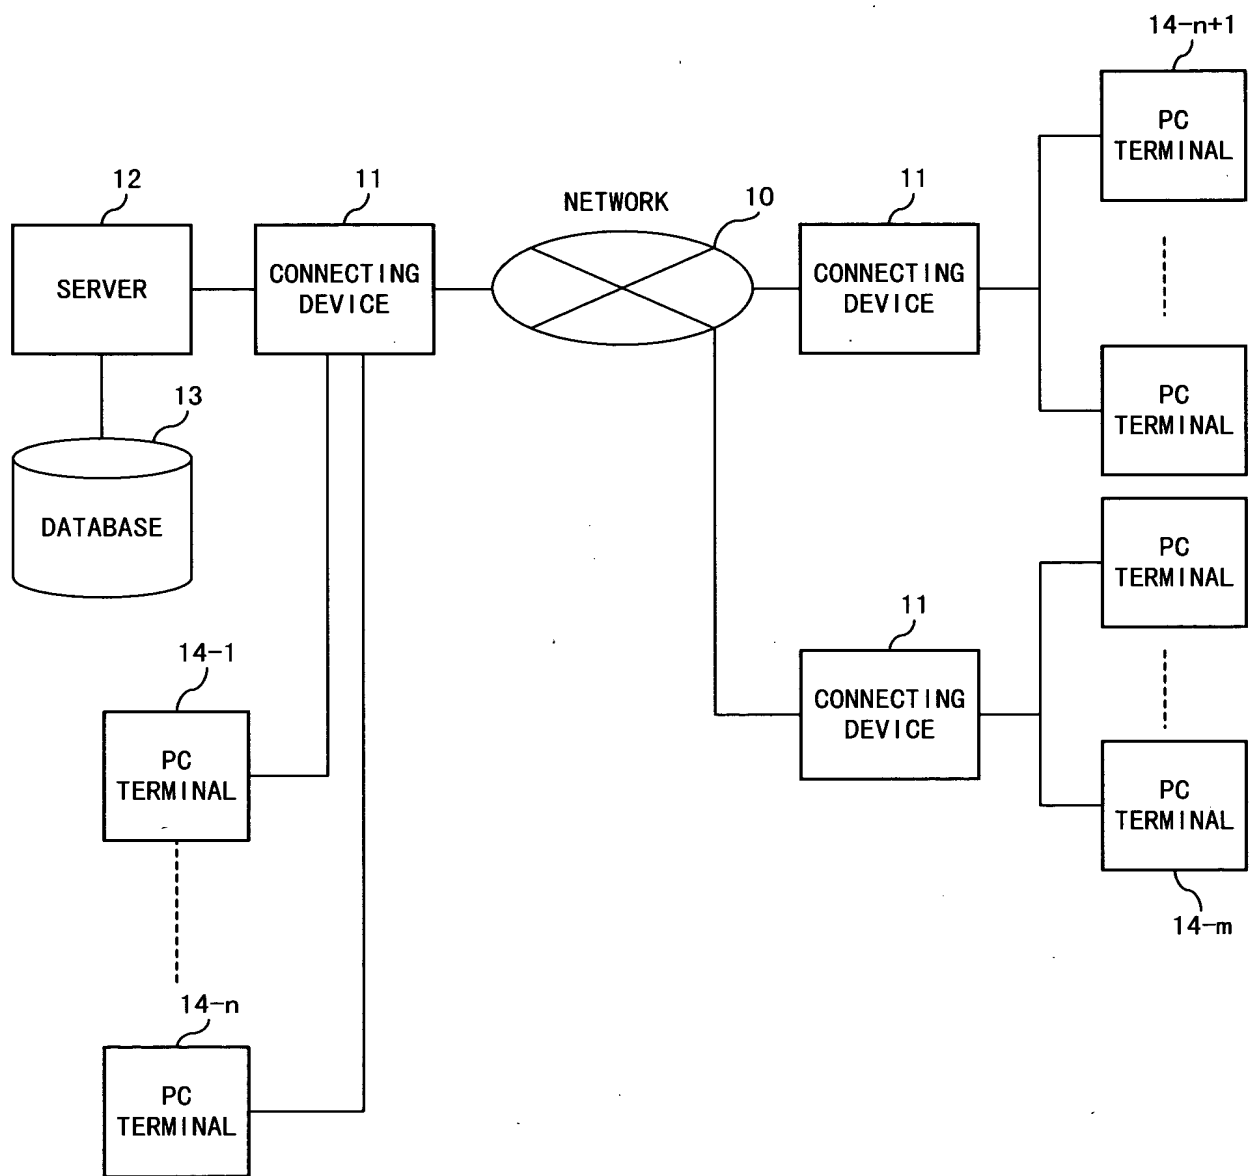 14-n+1
PC
TERMINAL
12
11
NETWORK
10
11
SERVER
CONNECTING
DEVICE
CONNECTING
DEVICE
13
PC
TERMINAL
DATABASE
PC
TERMINAL
11
14-1
CONNECTING
DEVICE
PC
TERMINAL
PC
TERMINAL
14-m
14-n
PC
TERMINAL